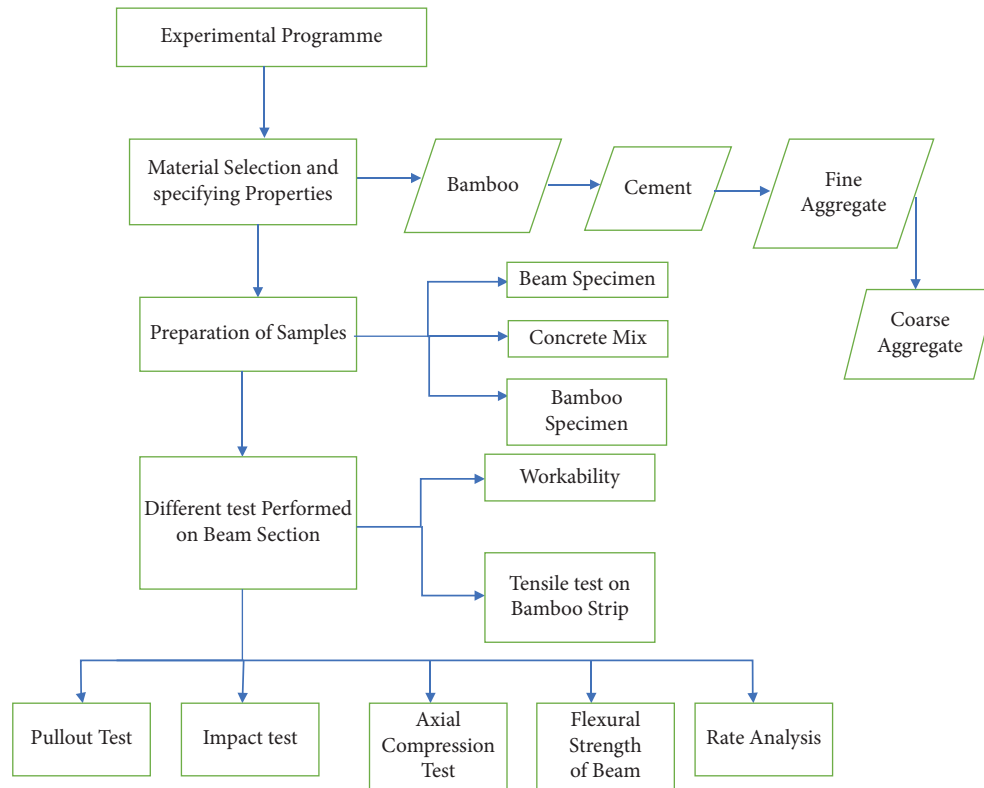 Experimental Programme
Material Selection and
specifying Properties
Bamboo
Cement
Fine
Aggregate
Coarse
Aggregate
Preparation of Samples
Beam Specimen
Concrete Mix
Bamboo
Specimen
Different test Performed
on Beam Section
Workability
Tensile test on
Bamboo Strip
Pullout Test
Impact test
Axial
Compression
Test
Flexural
Strength
of Beam
Rate Analysis